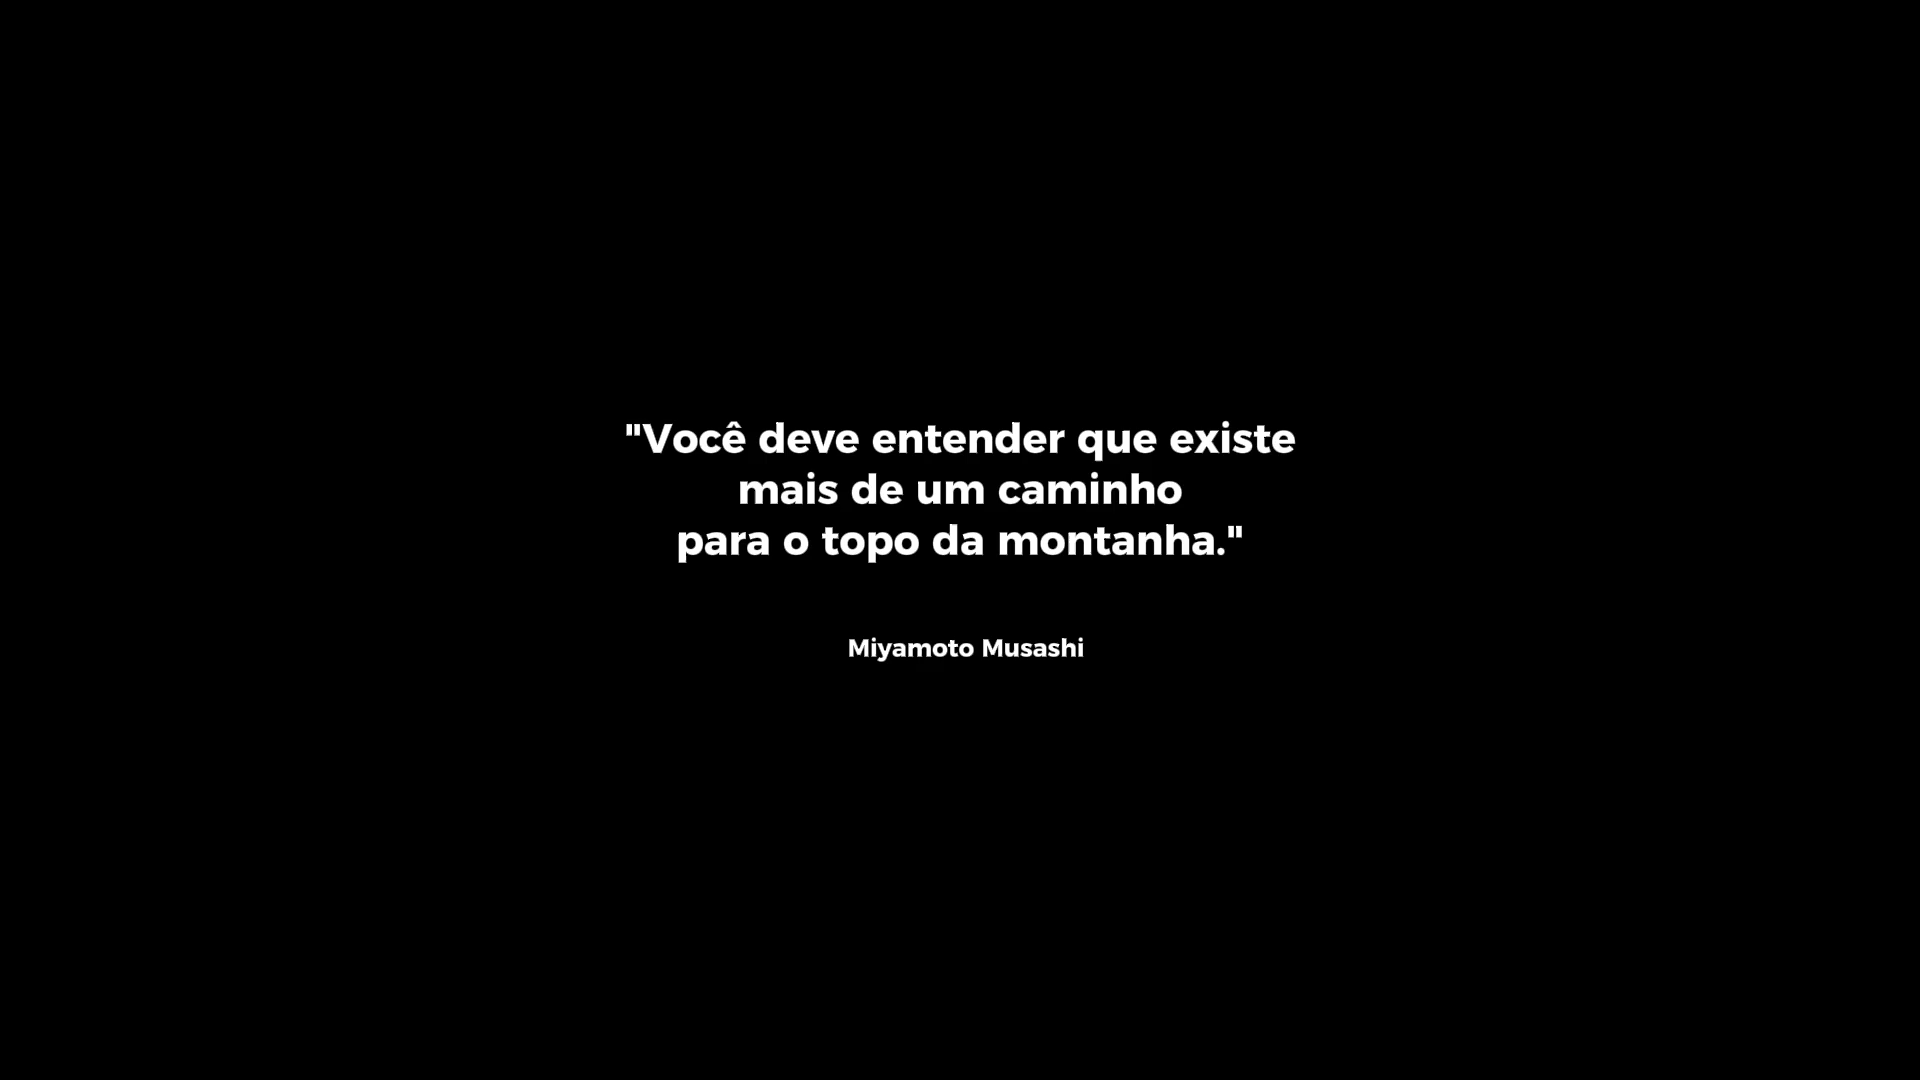 "Você deve entender que existe
mais de um caminho
para o topo da montanha."
Miyamoto Musashi